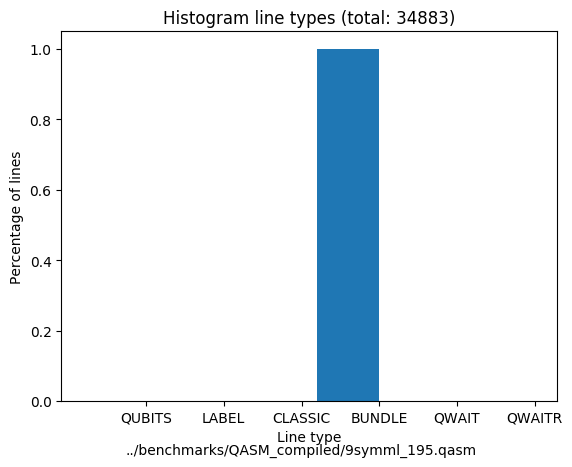 Histogram line types (total: 34883)
Percentage of lines
1.0
0.8
0.6
0.4
0.2
0.0
QUBITS LABEL CLASSIC BUNDLE QWAIT QWAITR
Line type
../benchmarks/QASM_compiled/9symml_195.qasm